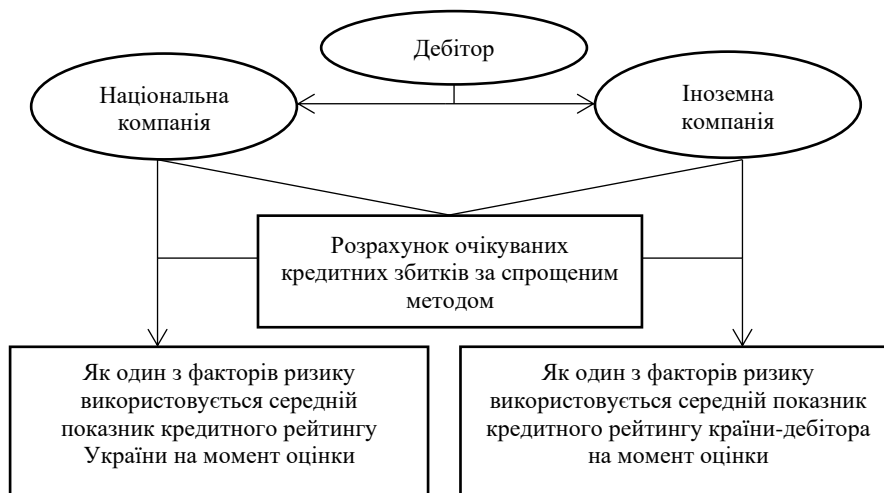 Дебітор
Національна
компанія
Іноземна
компанія
Розрахунок очікуваних
кредитних збитків за спрощеним
методом
Як один з факторів ризику
використовується середній
показник кредитного рейтингу
України на момент оцінки
Як один з факторів ризику
використовується середній показник
кредитного рейтингу країни-дебітора
на момент оцінки